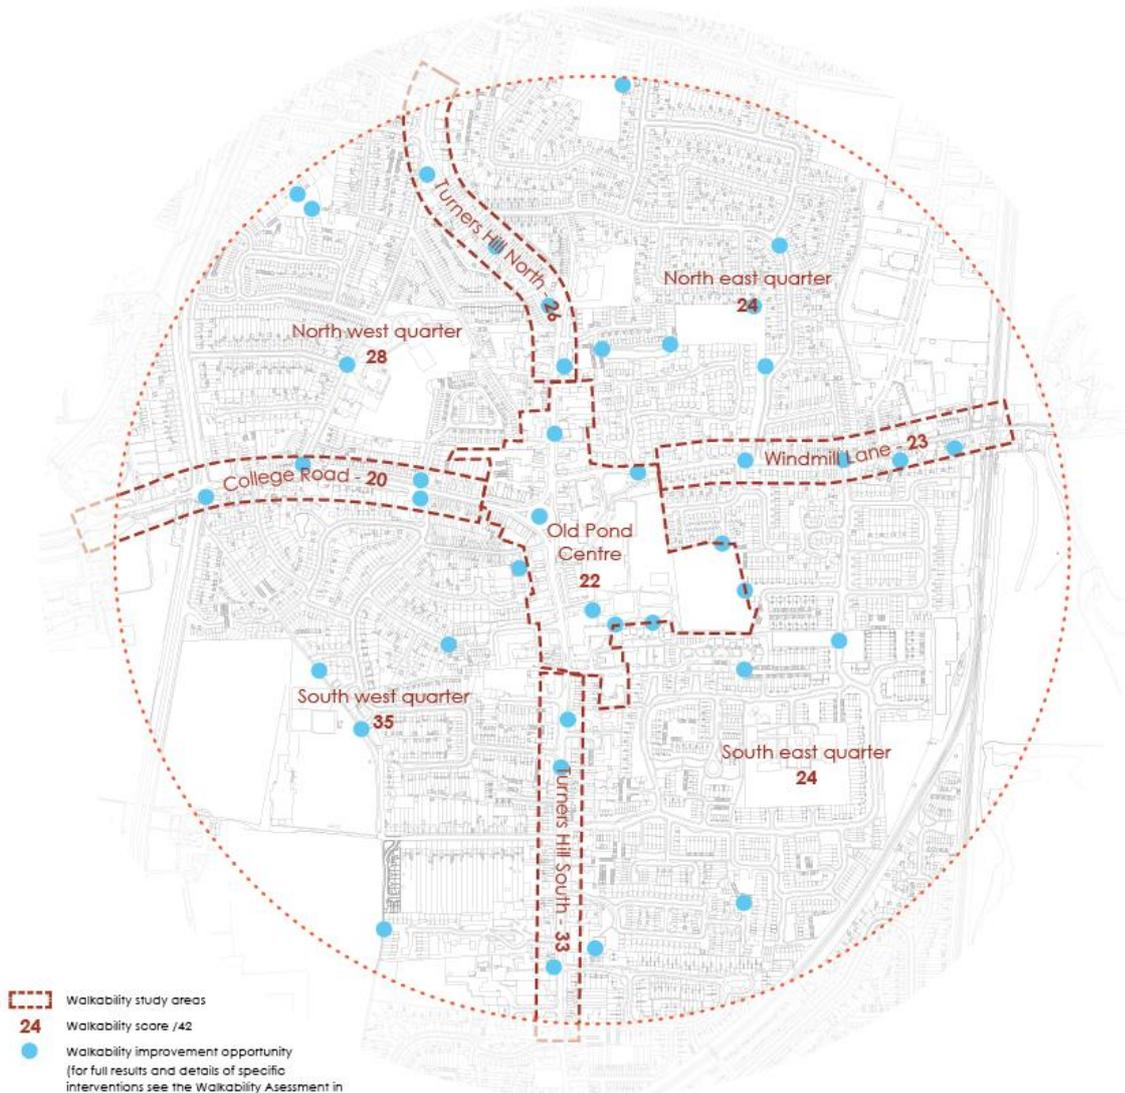 Turners Hill North - 26
North east quarter
24
North west quarter
28
Windmill Lane - 23
College Road - 20
Old Pond
Centre
22
South west quarter
35
South east quarter
24
Turners Hill South - 33
Walkability study areas
24 Walkability score /42
Walkability improvement opportunity
(for full results and details of specific
interventions see the Walkability Asessment in